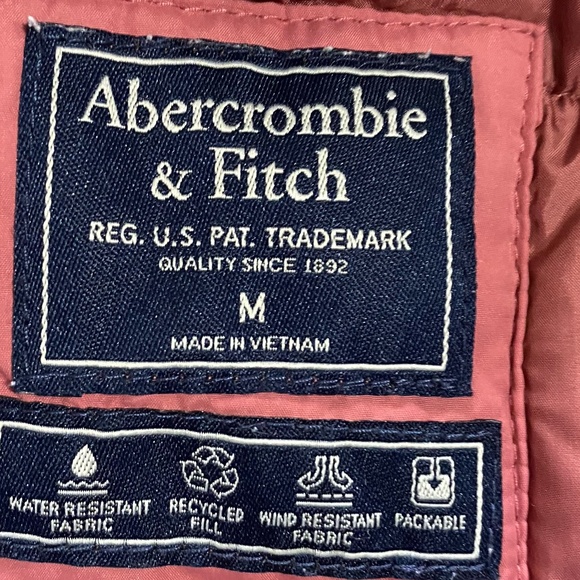 Abercrombie
& Fitch
REG. U.S. PAT. TRADEMARK
QUALITY SINCE 1892
M
MADE IN VIETNAM
WATER RESISTANT
FABRIC
RECYCLED
FILL
WIND RESISTANT
FABRIC
PACKABLE